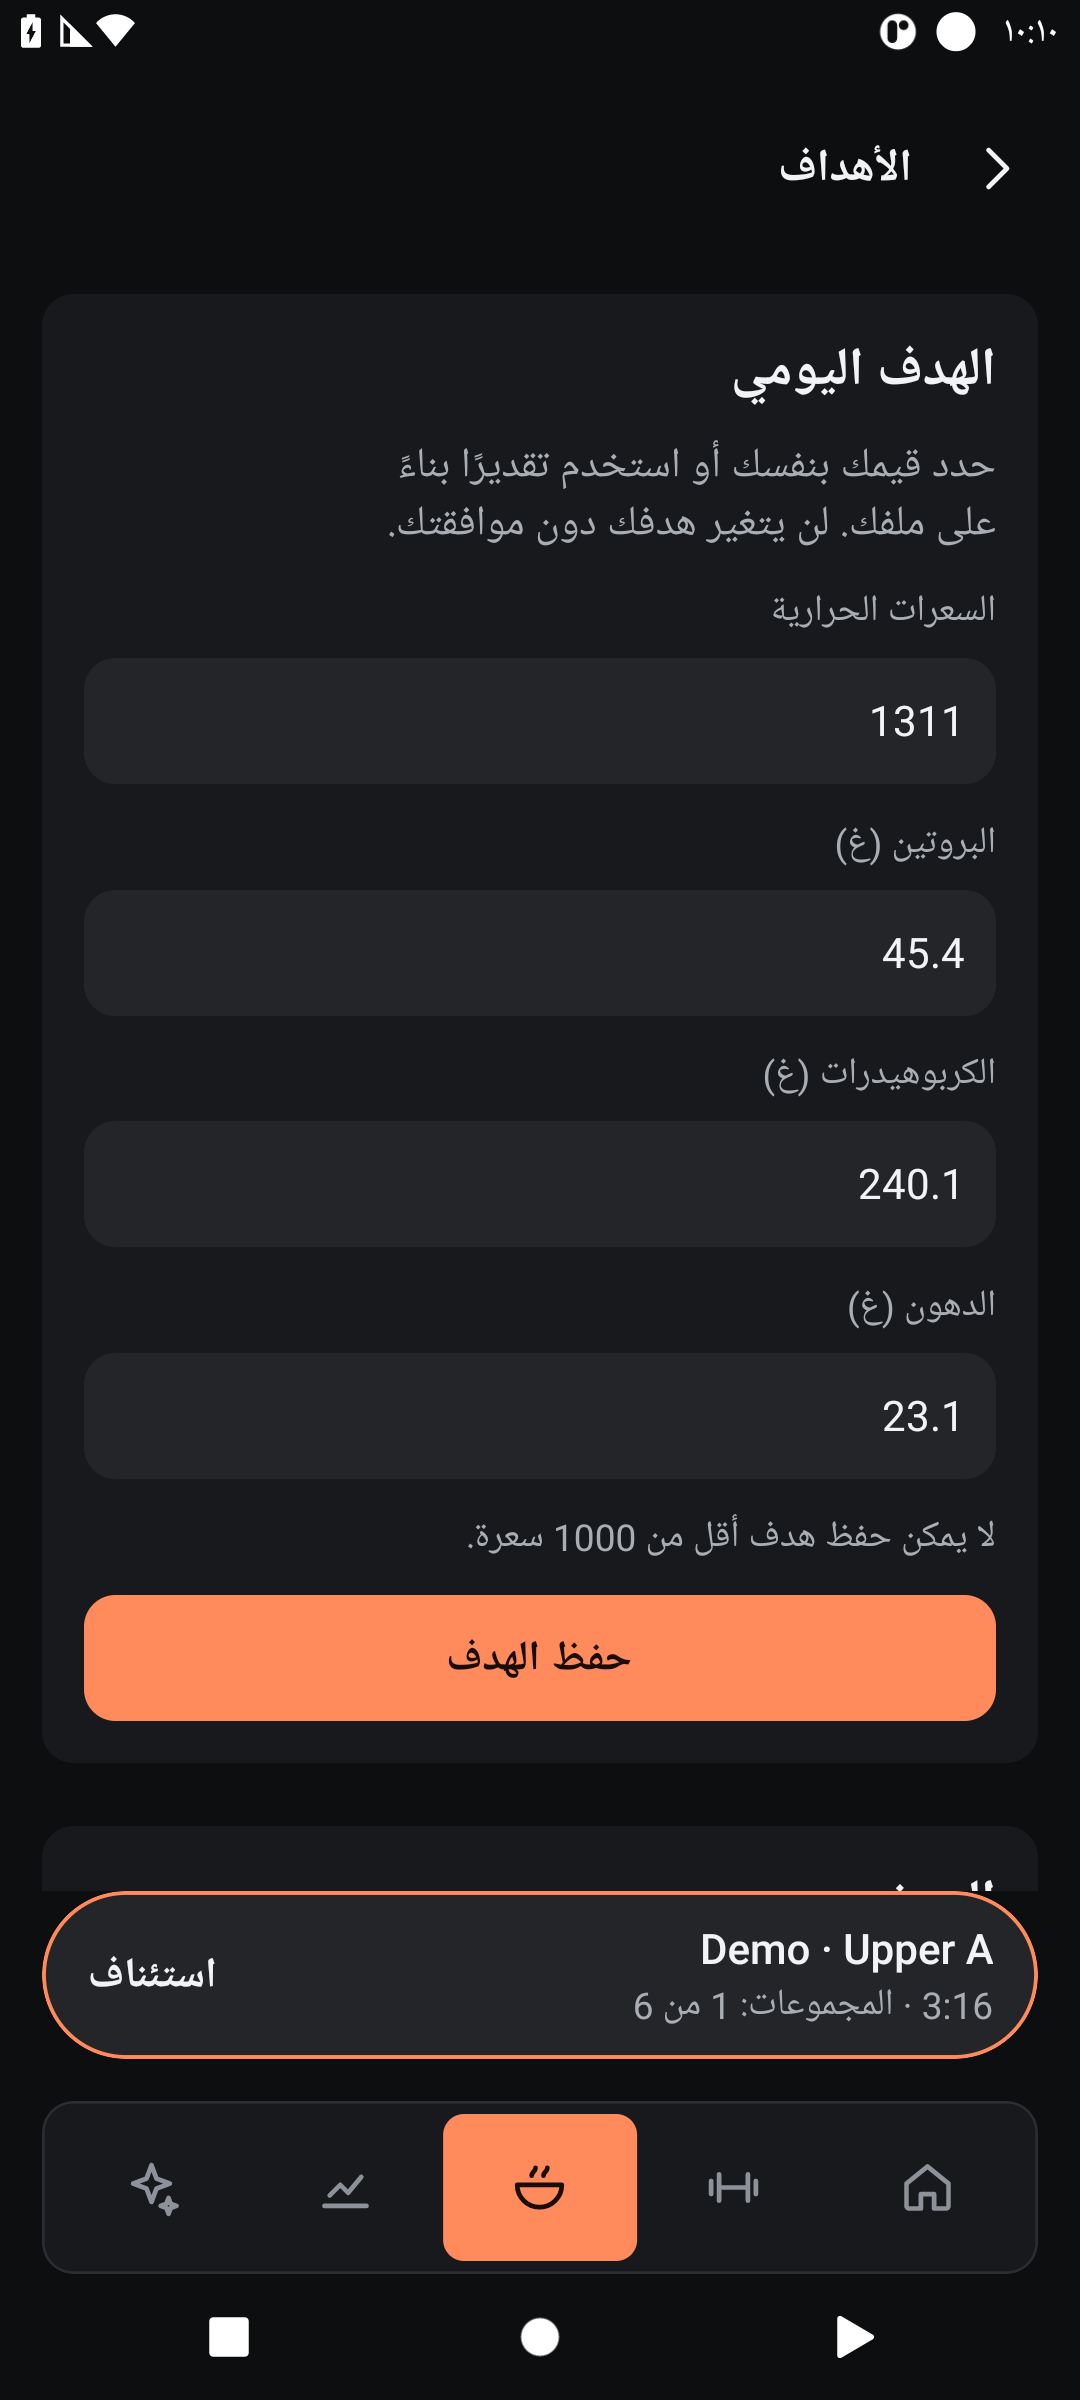 ١٠:١٠
الأهداف
الهدف اليومي
حدد قيمك بنفسك أو استخدم تقديرًا بناءً
على ملفك. لن يتغير هدفك دون موافقتك.
السعرات الحرارية
1311
البروتين (غ)
45.4
الكربوهيدرات (غ)
240.1
الدهون (غ)
23.1
لا يمكن حفظ هدف أقل من 1000 سعرة.
حفظ الهدف
Demo · Upper A
3:16 · المجموعات: 1 من 6
استئناف